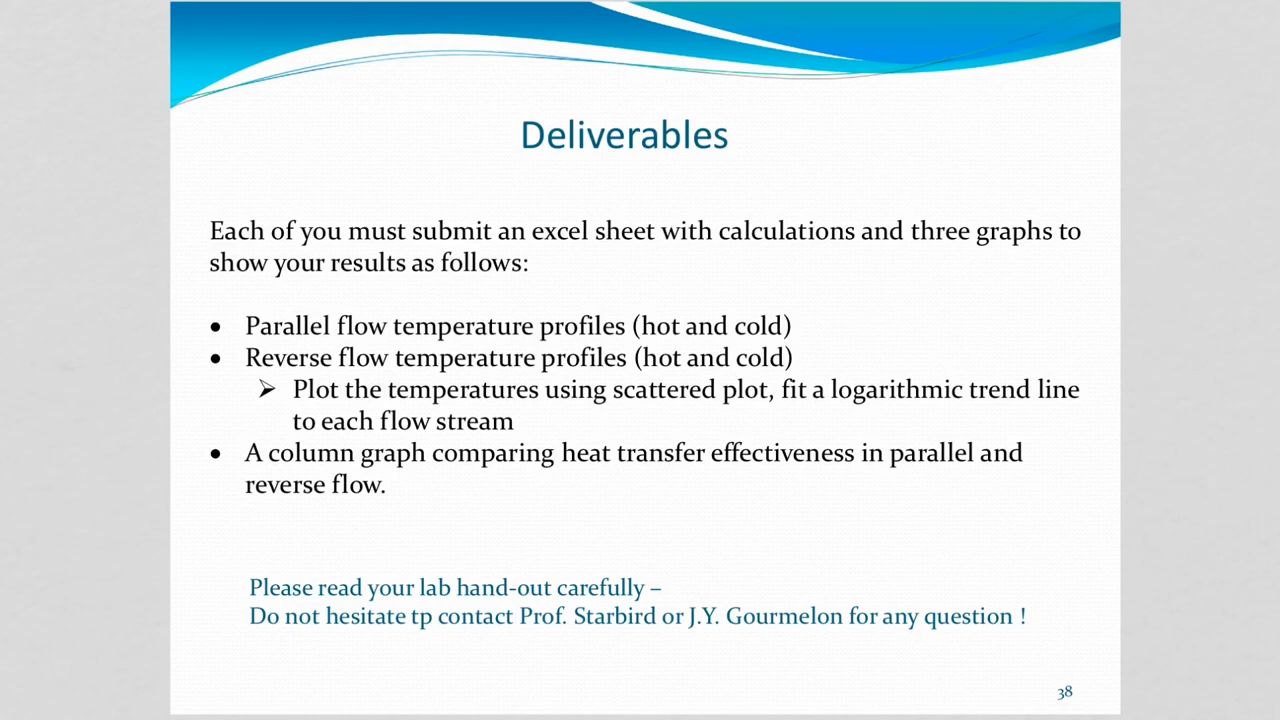 Deliverables
Each of you must submit an excel sheet with calculations and three graphs to
show your results as follows:
• Parallel flow temperature profiles (hot and cold)
• Reverse flow temperature profiles (hot and cold)
➢ Plot the temperatures using scattered plot, fit a logarithmic trend line
to each flow stream
• A column graph comparing heat transfer effectiveness in parallel and
reverse flow.
Please read your lab hand-out carefully –
Do not hesitate tp contact Prof. Starbird or J.Y. Gourmelon for any question !
38